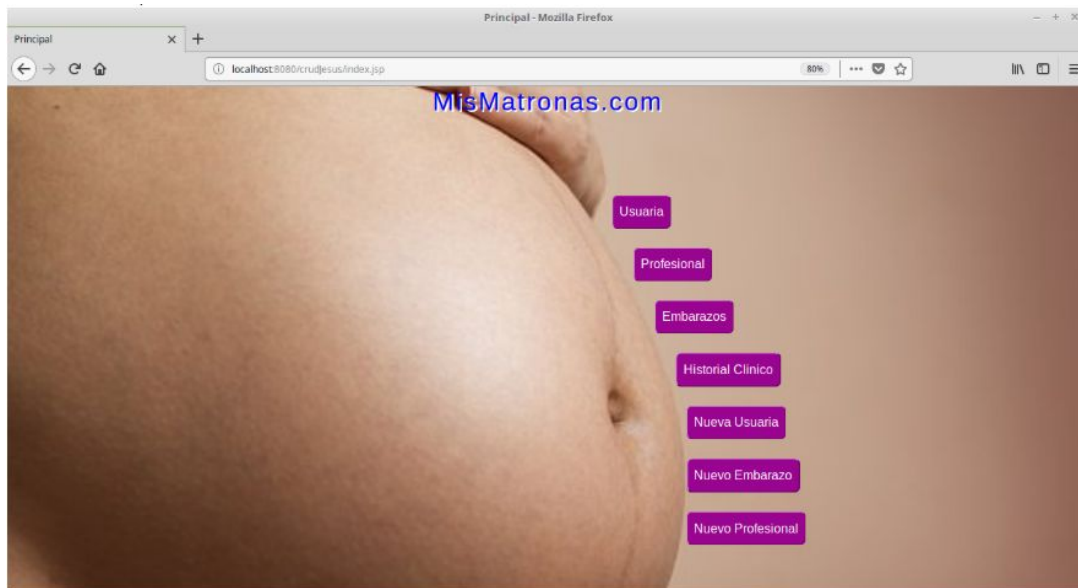 Principal - Mozilla Firefox
Principal
localhost:8080/crudJesus/index.jsp
80%
MisMatronas.com
Usuaria
Profesional
Embarazos
Historial Clinico
Nueva Usuaria
Nuevo Embarazo
Nuevo Profesional